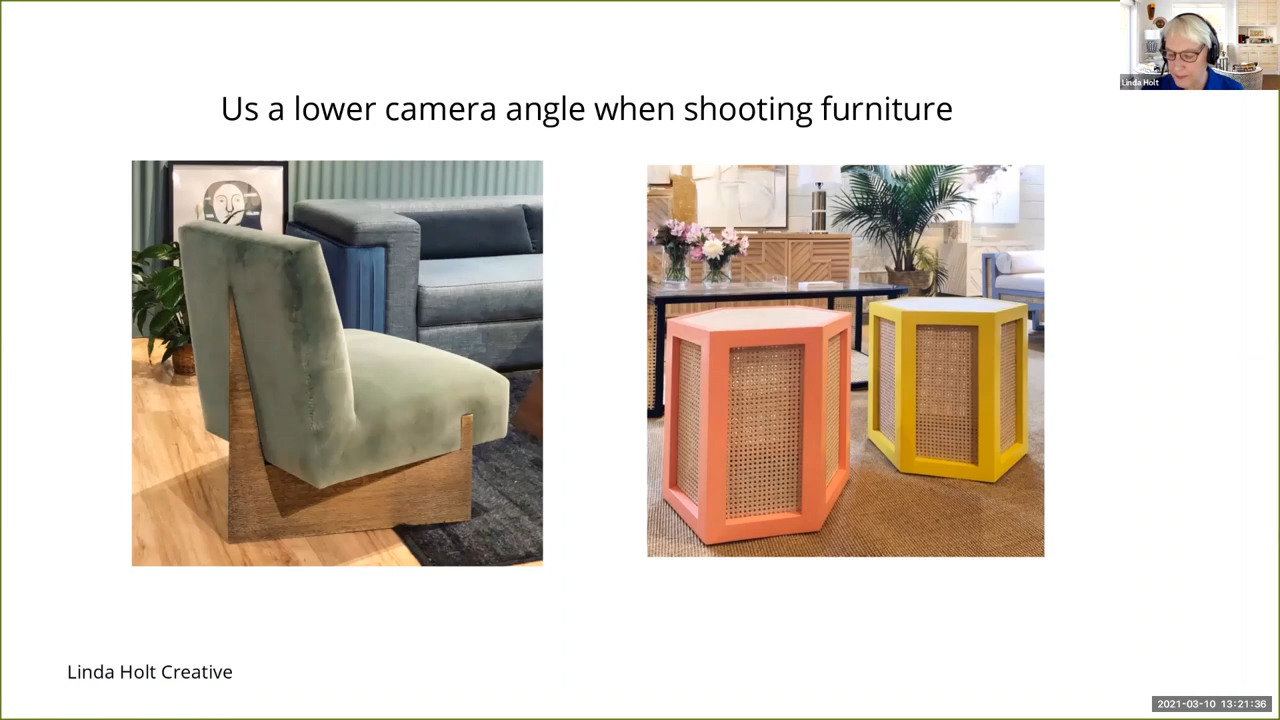 Linda Holt
Us a lower camera angle when shooting furniture
Linda Holt Creative
2021-03-10 13:21:36